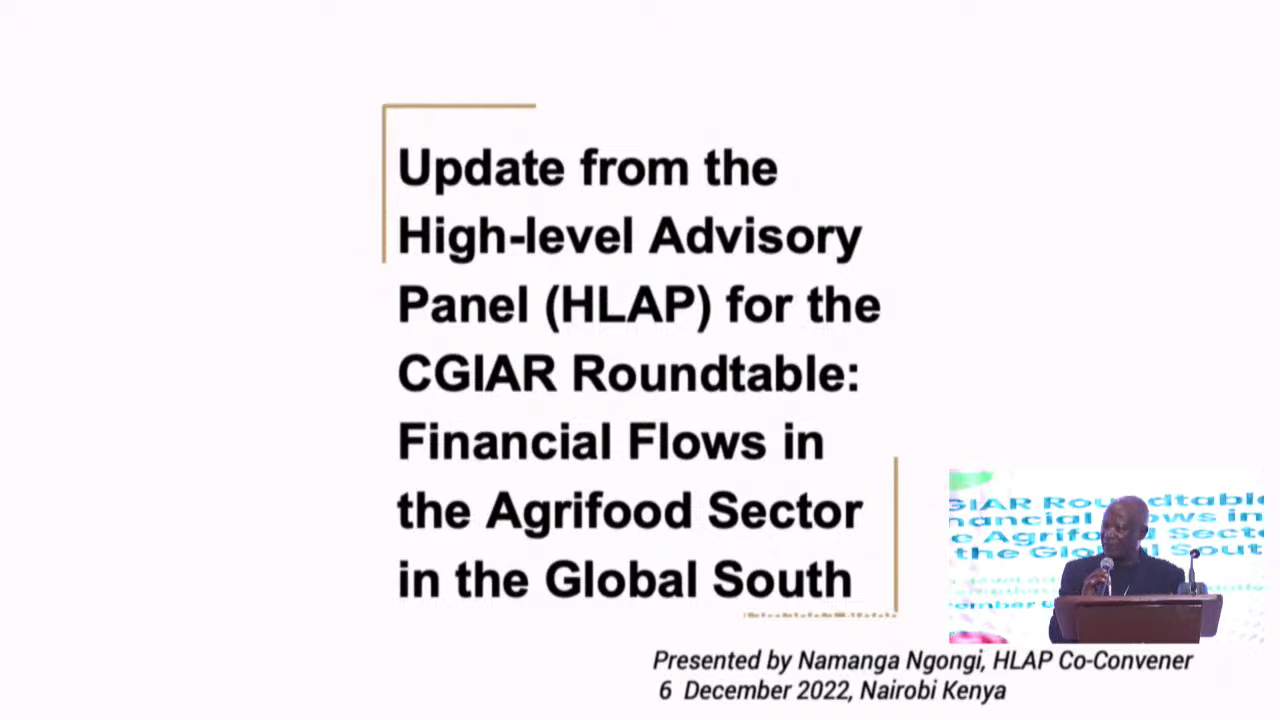 Update from the
High-level Advisory
Panel (HLAP) for the
CGIAR Roundtable:
Financial Flows in
the Agrifood Sector
in the Global South
Presented by Namanga Ngongi, HLAP Co-Convener
6 December 2022, Nairobi Kenya